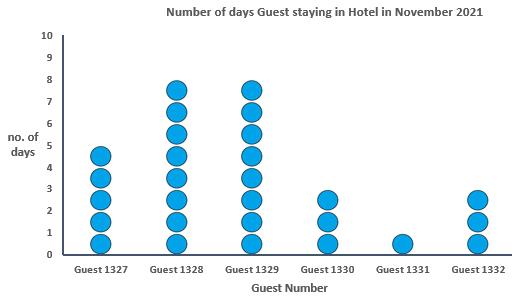 Number of days Guest staying in Hotel in November 2021
10
9
8
7
6
5
4
3
2
1
0
no. of
days
Guest 1327 Guest 1328 Guest 1329 Guest 1330 Guest 1331 Guest 1332
Guest Number